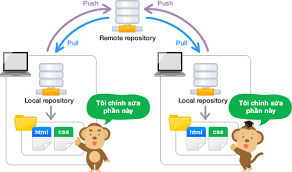 Push
Push
Pull
Pull
Remote repository
Local repository
Tôi chỉnh sửa
phần này
html
css
Local repository
Tôi chỉnh sửa
phần này
html
css